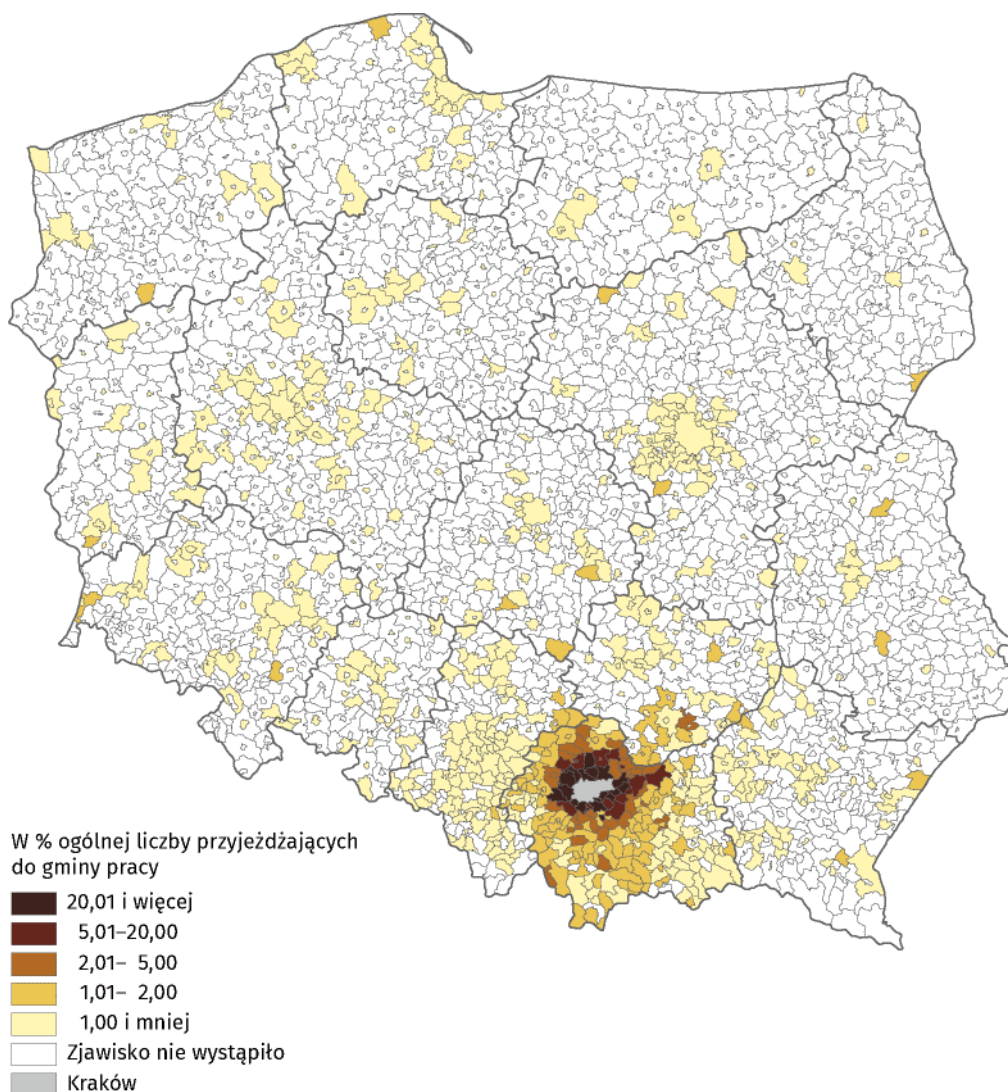 W % ogólnej liczby przyjeżdżających
do gminy pracy
20,01 i więcej
5,01–20,00
2,01– 5,00
1,01– 2,00
1,00 i mniej
Zjawisko nie wystąpiło
Kraków